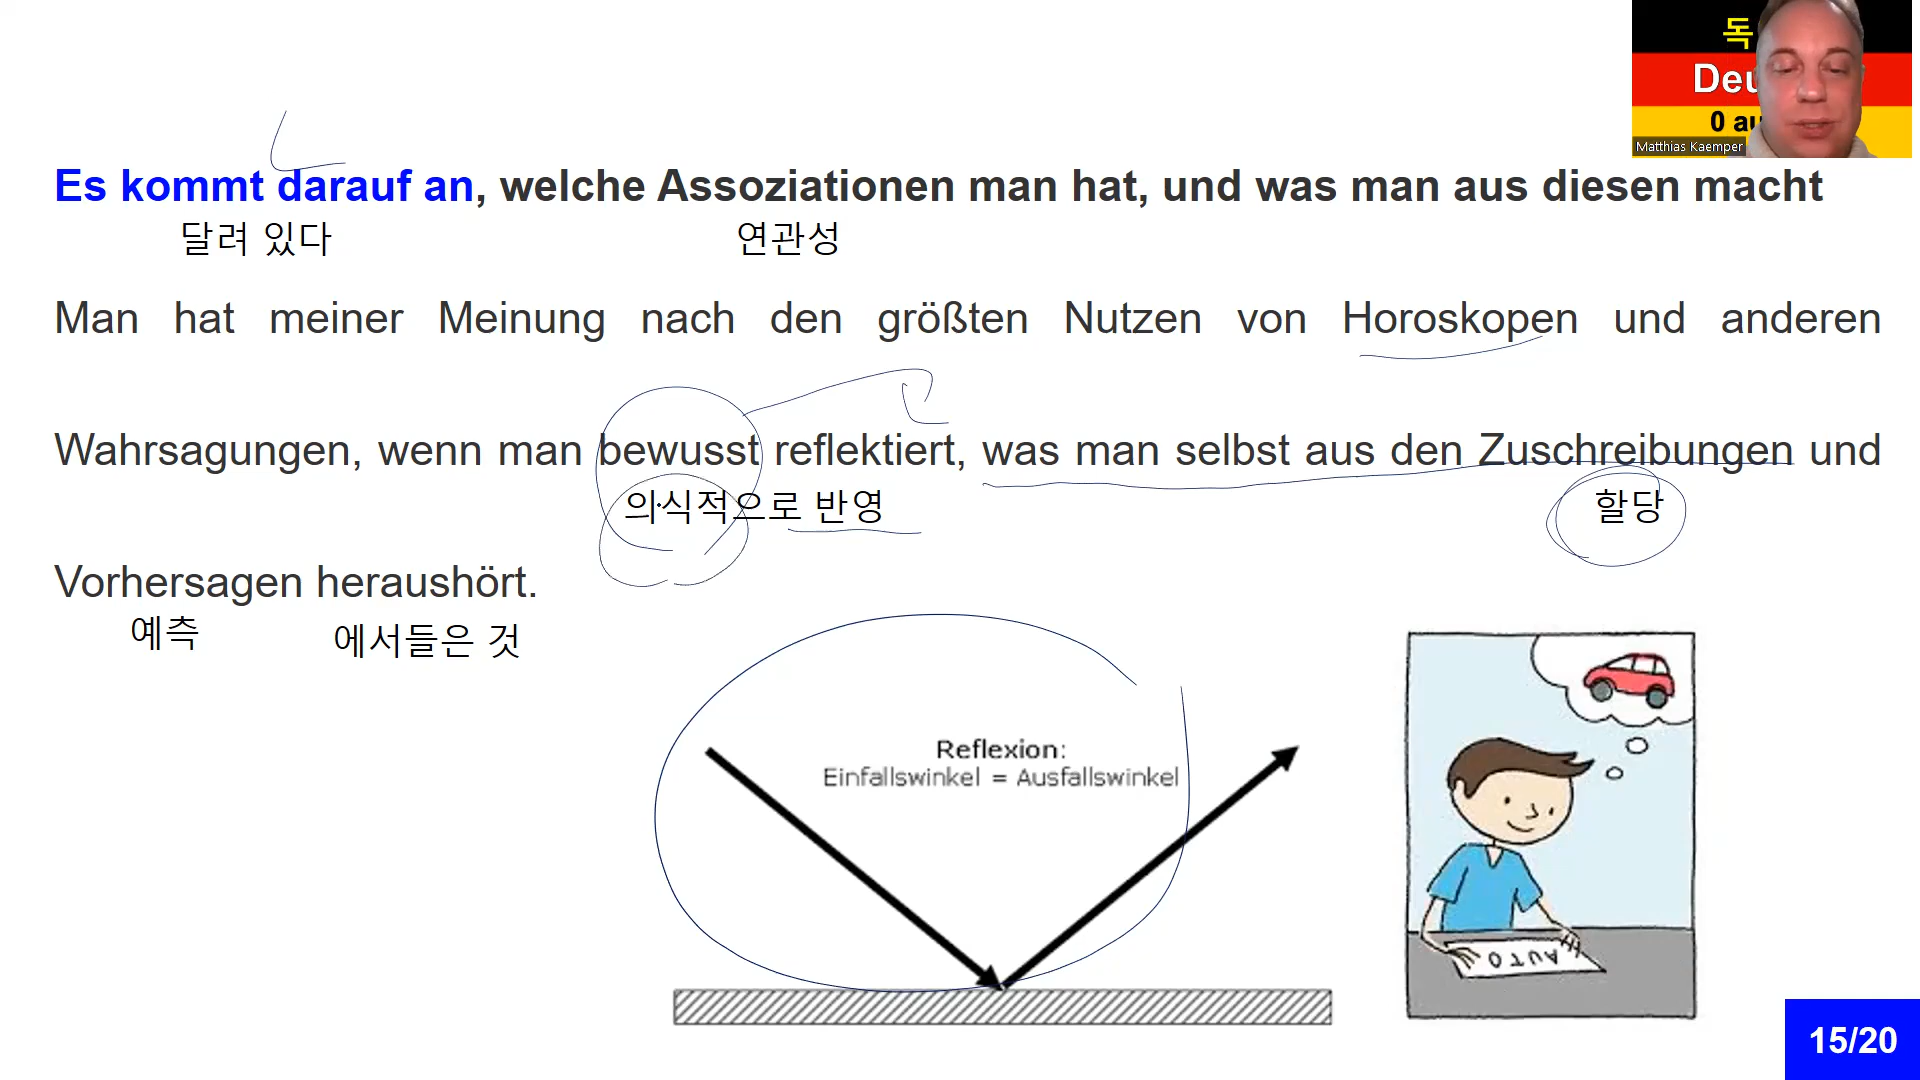 독
Deu
0 au
Matthias Kaemper
Es kommt darauf an, welche Assoziationen man hat, und was man aus diesen macht
달려 있다 연관성
Man hat meiner Meinung nach den größten Nutzen von Horoskopen und anderen
Wahrsagungen, wenn man bewusst reflektiert, was man selbst aus den Zuschreibungen und
의식적으로 반영 할당
Vorhersagen heraushört.
예측 에서들은 것
Reflexion:
Einfallswinkel = Ausfallswinkel
AUTO
15/20